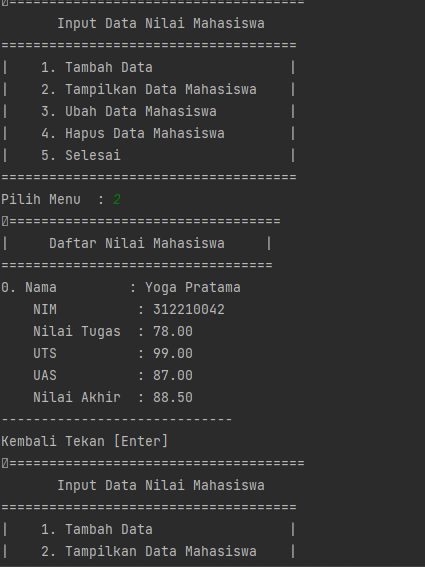 =====================================
Input Data Nilai Mahasiswa
=====================================
|    1. Tambah Data                 |
|    2. Tampilkan Data Mahasiswa    |
|    3. Ubah Data Mahasiswa         |
|    4. Hapus Data Mahasiswa        |
|    5. Selesai                     |
=====================================
Pilih Menu  : 2
==================================
|     Daftar Nilai Mahasiswa     |
==================================
0. Nama         : Yoga Pratama
    NIM          : 312210042
    Nilai Tugas  : 78.00
    UTS          : 99.00
    UAS          : 87.00
    Nilai Akhir  : 88.50
-----------------------------
Kembali Tekan [Enter]
=====================================
Input Data Nilai Mahasiswa
=====================================
|    1. Tambah Data                 |
|    2. Tampilkan Data Mahasiswa    |